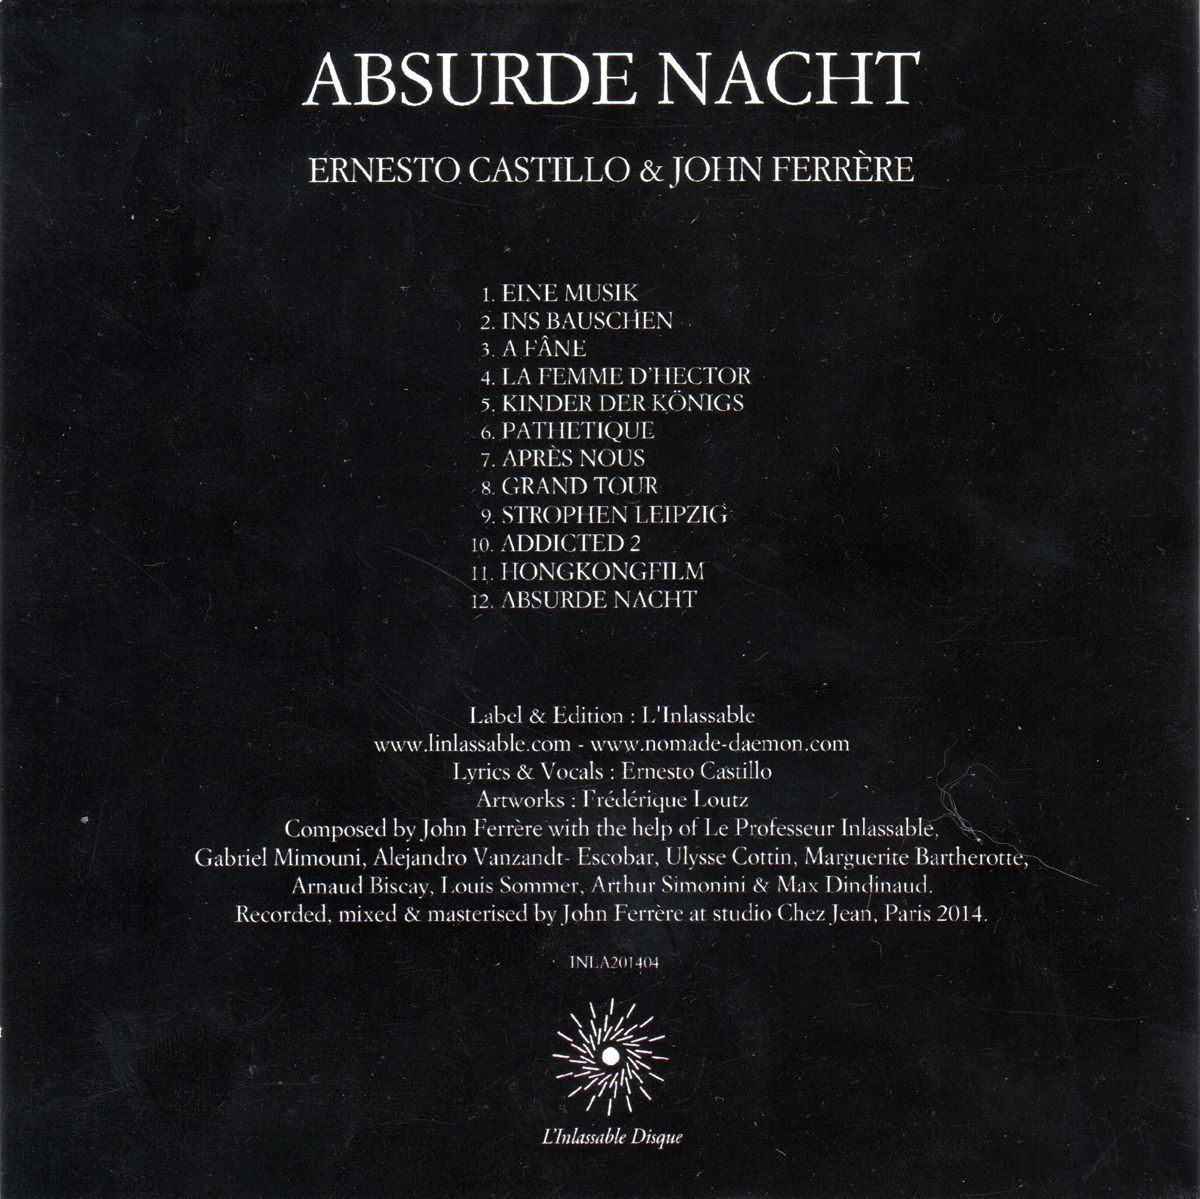 ABSURDE NACHT
ERNESTO CASTILLO & JOHN FERRÈRE
1. EINE MUSIK
2. INS BAUSCHEN
3. A FÂNE
4. LA FEMME D'HECTOR
5. KINDER DER KÖNIGS
6. PATHETIQUE
7. APRÈS NOUS
8. GRAND TOUR
9. STROPHEN LEIPZIG
10. ADDICTED 2
11. HONGKONGFILM
12. ABSURDE NACHT
Label & Edition : L'Inlassable
www.linlassable.com - www.nomade-daemon.com
Lyrics & Vocals : Ernesto Castillo
Artworks : Frédérique Loutz
Composed by John Ferrère with the help of Le Professeur Inlassable,
Gabriel Mimouni, Alejandro Vanzandt- Escobar, Ulysse Cottin, Marguerite Bartherotte,
Arnaud Biscay, Louis Sommer, Arthur Simonini & Max Dindinaud.
Recorded, mixed & masterised by John Ferrère at studio Chez Jean, Paris 2014.
INLA201404
L'Inlassable Disque